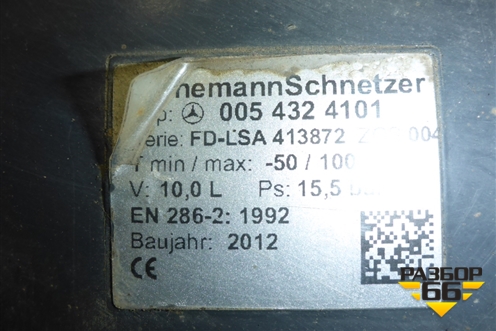 nemannSchnetzer
p: 005 432 4101
erie: FD-LSA 413872 004
T min / max: -50 / 100
V: 10,0 L Ps: 15,5 b
EN 286-2: 1992
Baujahr: 2012
CE
РАЗБОР
66